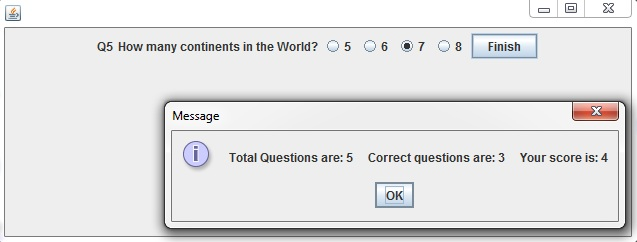 Q5 How many continents in the World? 5 6 7 8 Finish
Message
Total Questions are: 5 Correct questions are: 3 Your score is: 4
OK